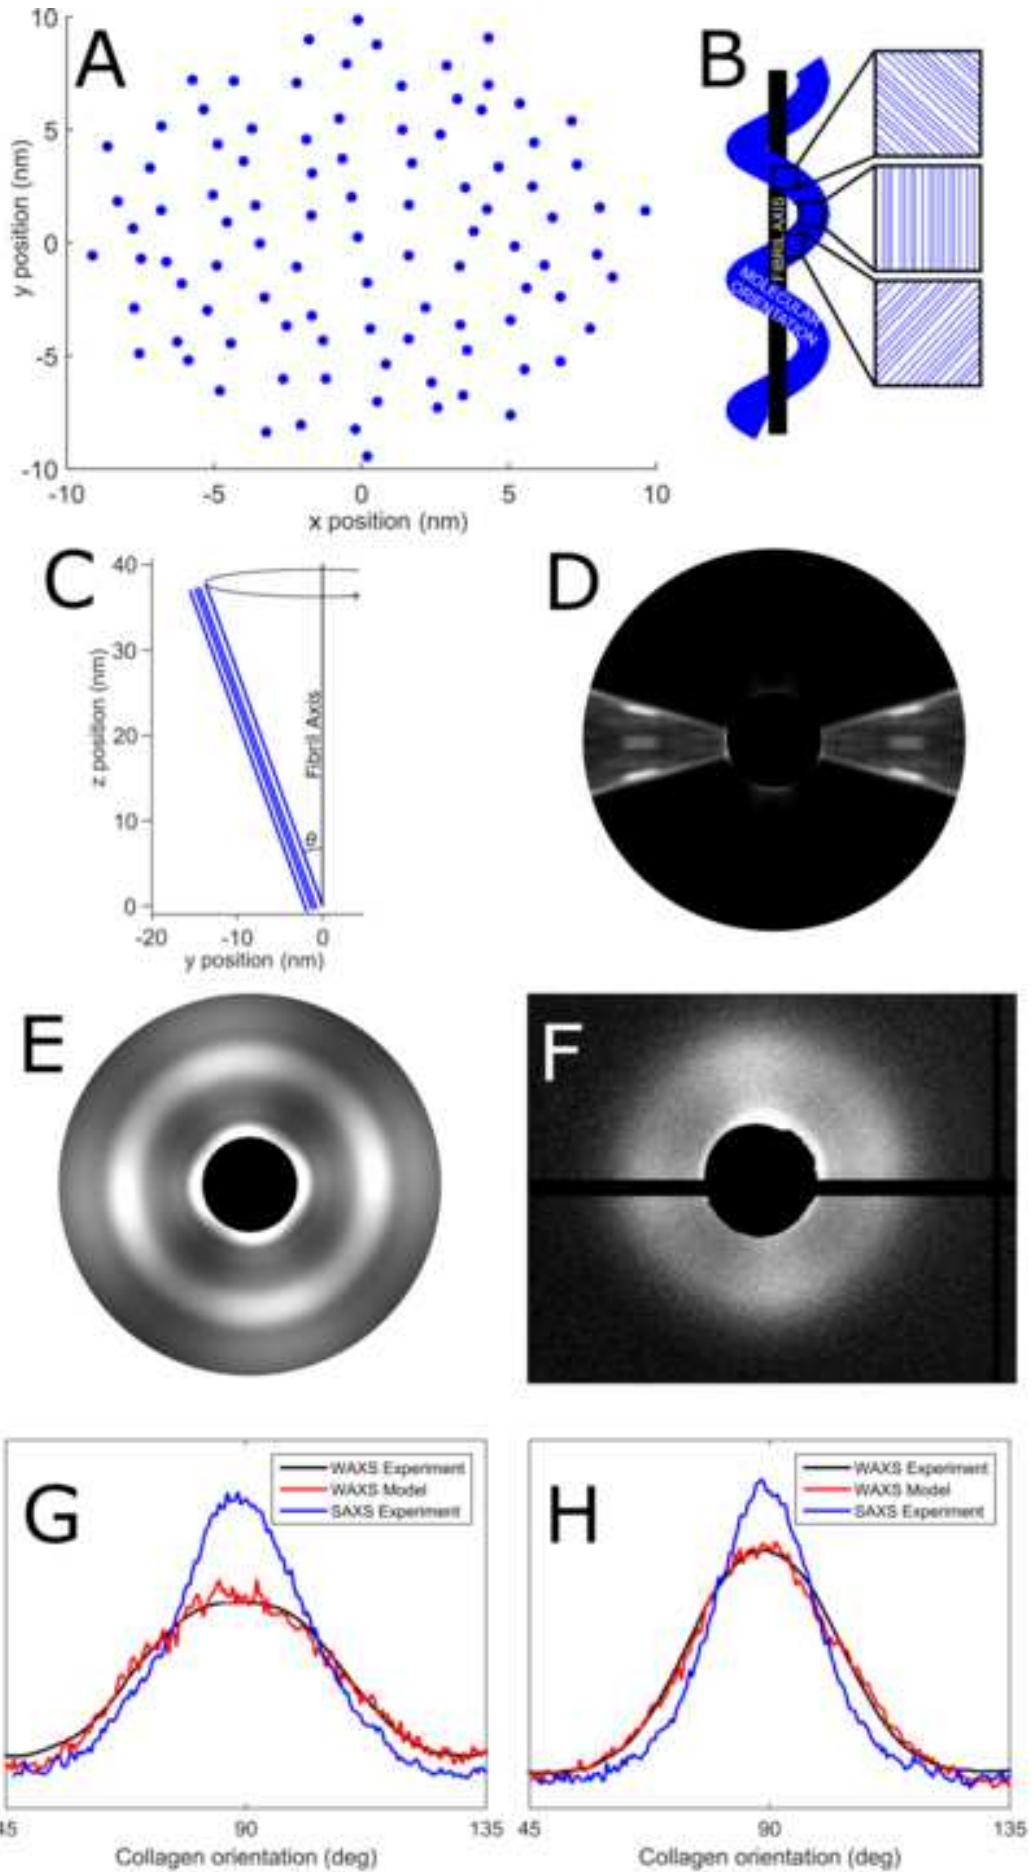 A
10
5
0
-5
-10
y position (nm)
-10
-5
0
5
10
x position (nm)
B
FIBRIL AXIS
MOLECULAR
ORIENTATION
C
40
30
20
10
0
z position (nm)
Fibril Axis
θ
-20
-10
0
y position (nm)
D
E
F
G
WAXS Experiment
WAXS Model
SAXS Experiment
45
90
135
Collagen orientation (deg)
H
WAXS Experiment
WAXS Model
SAXS Experiment
45
90
135
Collagen orientation (deg)